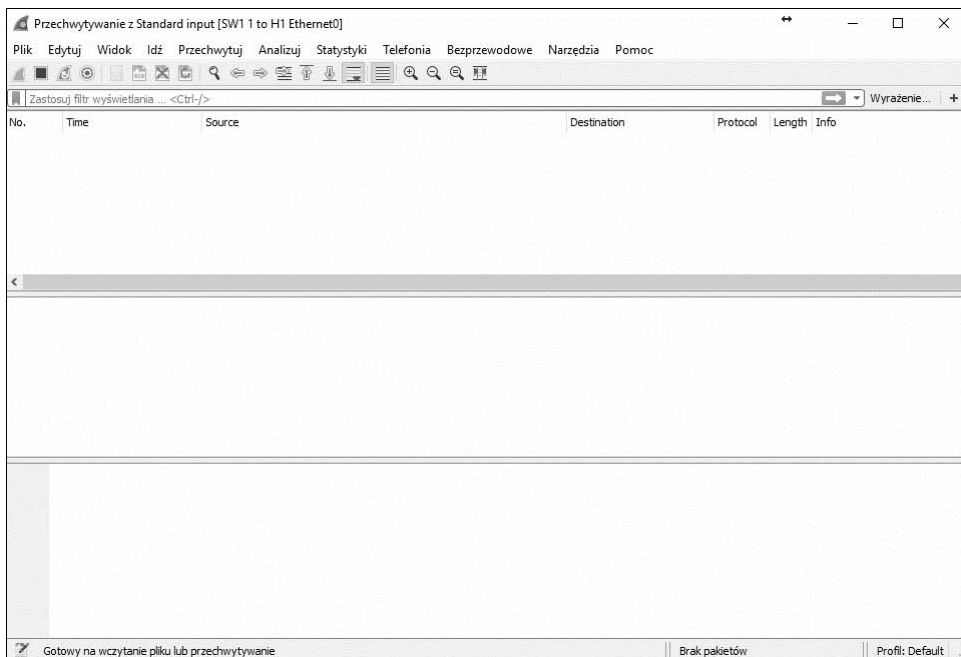 Przechwytywanie z Standard input [SW1 1 to H1 Ethernet0]
Plik Edytuj Widok Idź Przechwytuj Analizuj Statystyki Telefonia Bezprzewodowe Narzędzia Pomoc
Zastosuj filtr wyświetlania ... <Ctrl-/> Wyrażenie... +
No. Time Source Destination Protocol Length Info
Gotowy na wczytanie pliku lub przechwytywanie Brak pakietów Profil: Default